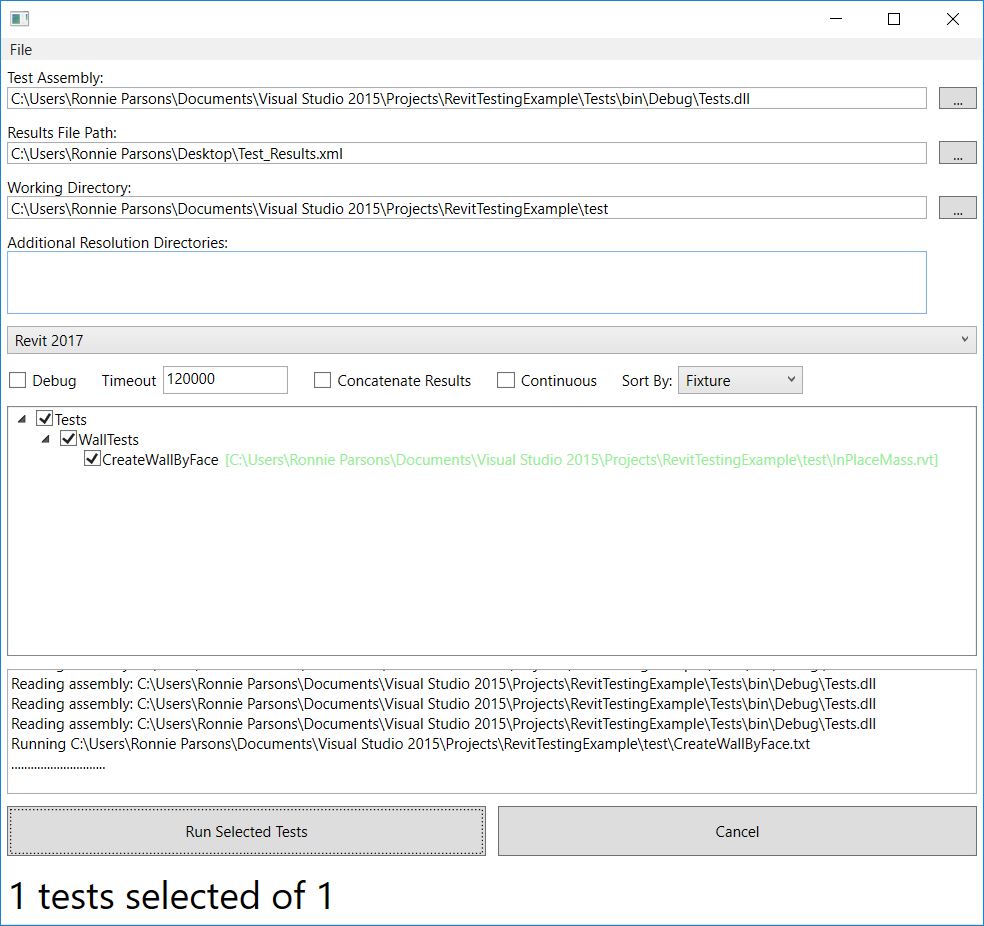 File
Test Assembly:
C:\Users\Ronnie Parsons\Documents\Visual Studio 2015\Projects\RevitTestingExample\Tests\bin\Debug\Tests.dll
...
Results File Path:
C:\Users\Ronnie Parsons\Desktop\Test_Results.xml
...
Working Directory:
C:\Users\Ronnie Parsons\Documents\Visual Studio 2015\Projects\RevitTestingExample\test
...
Additional Resolution Directories:
Revit 2017
Debug Timeout 120000 Concatenate Results Continuous Sort By: Fixture
Tests
WallTests
CreateWallByFace [C:\Users\Ronnie Parsons\Documents\Visual Studio 2015\Projects\RevitTestingExample\test\InPlaceMass.rvt]
Reading assembly: C:\Users\Ronnie Parsons\Documents\Visual Studio 2015\Projects\RevitTestingExample\Tests\bin\Debug\Tests.dll
Reading assembly: C:\Users\Ronnie Parsons\Documents\Visual Studio 2015\Projects\RevitTestingExample\Tests\bin\Debug\Tests.dll
Reading assembly: C:\Users\Ronnie Parsons\Documents\Visual Studio 2015\Projects\RevitTestingExample\Tests\bin\Debug\Tests.dll
Running C:\Users\Ronnie Parsons\Documents\Visual Studio 2015\Projects\RevitTestingExample\test\CreateWallByFace.txt
.............................
Run Selected Tests Cancel
1 tests selected of 1